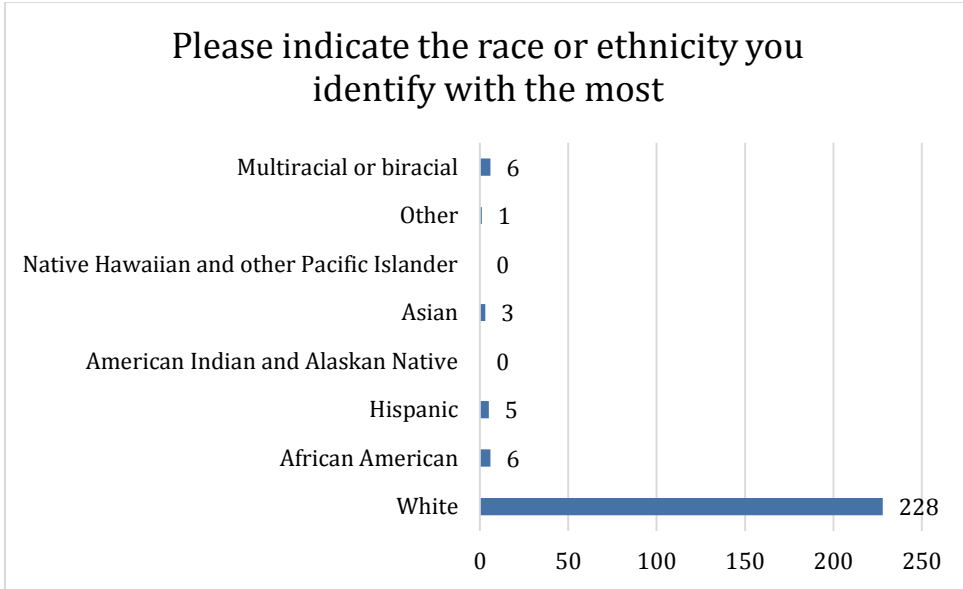 Please indicate the race or ethnicity you
identify with the most
Multiracial or biracial 6
Other 1
Native Hawaiian and other Pacific Islander 0
Asian 3
American Indian and Alaskan Native 0
Hispanic 5
African American 6
White 228
0 50 100 150 200 250